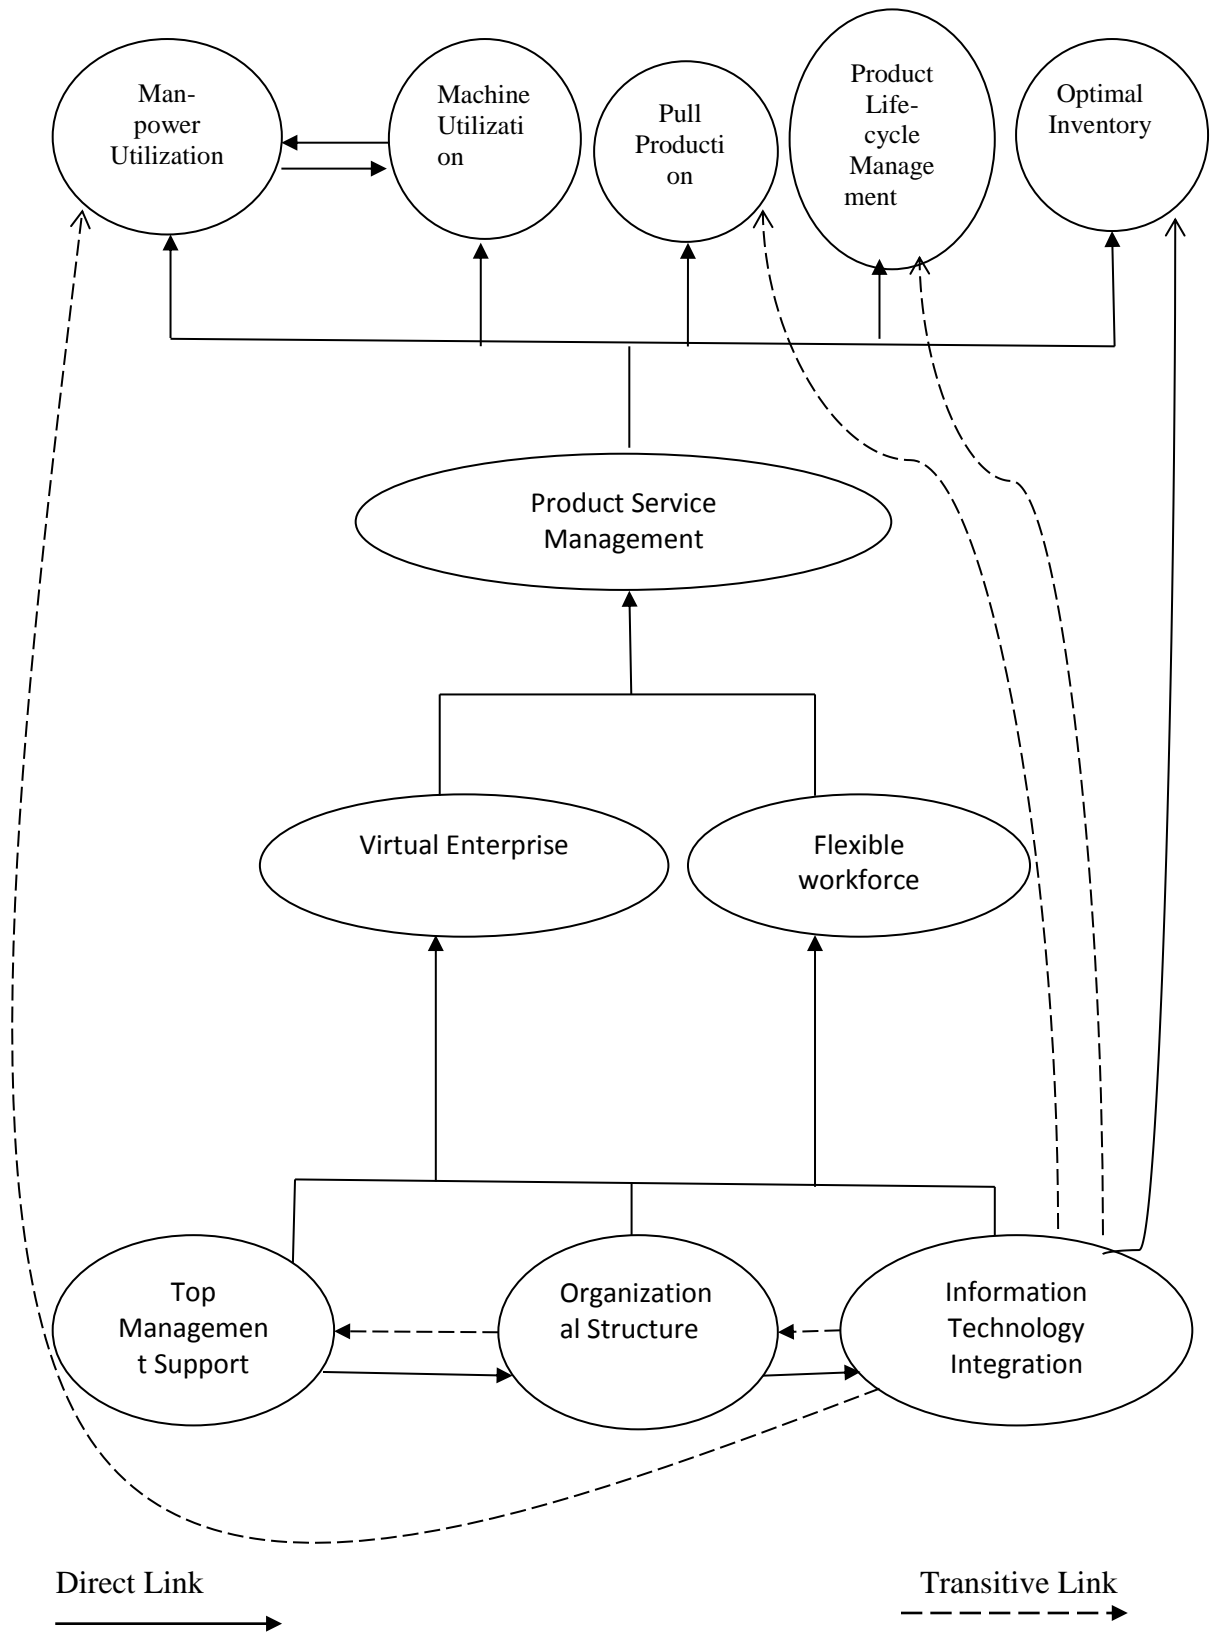 Man-
power
Utilization
Machine
Utilizati
on
Pull
Producti
on
Product
Life-
cycle
Manage
ment
Optimal
Inventory
Product Service
Management
Virtual Enterprise
Flexible
workforce
Top
Managemen
t Support
Organization
al Structure
Information
Technology
Integration
Direct Link
Transitive Link